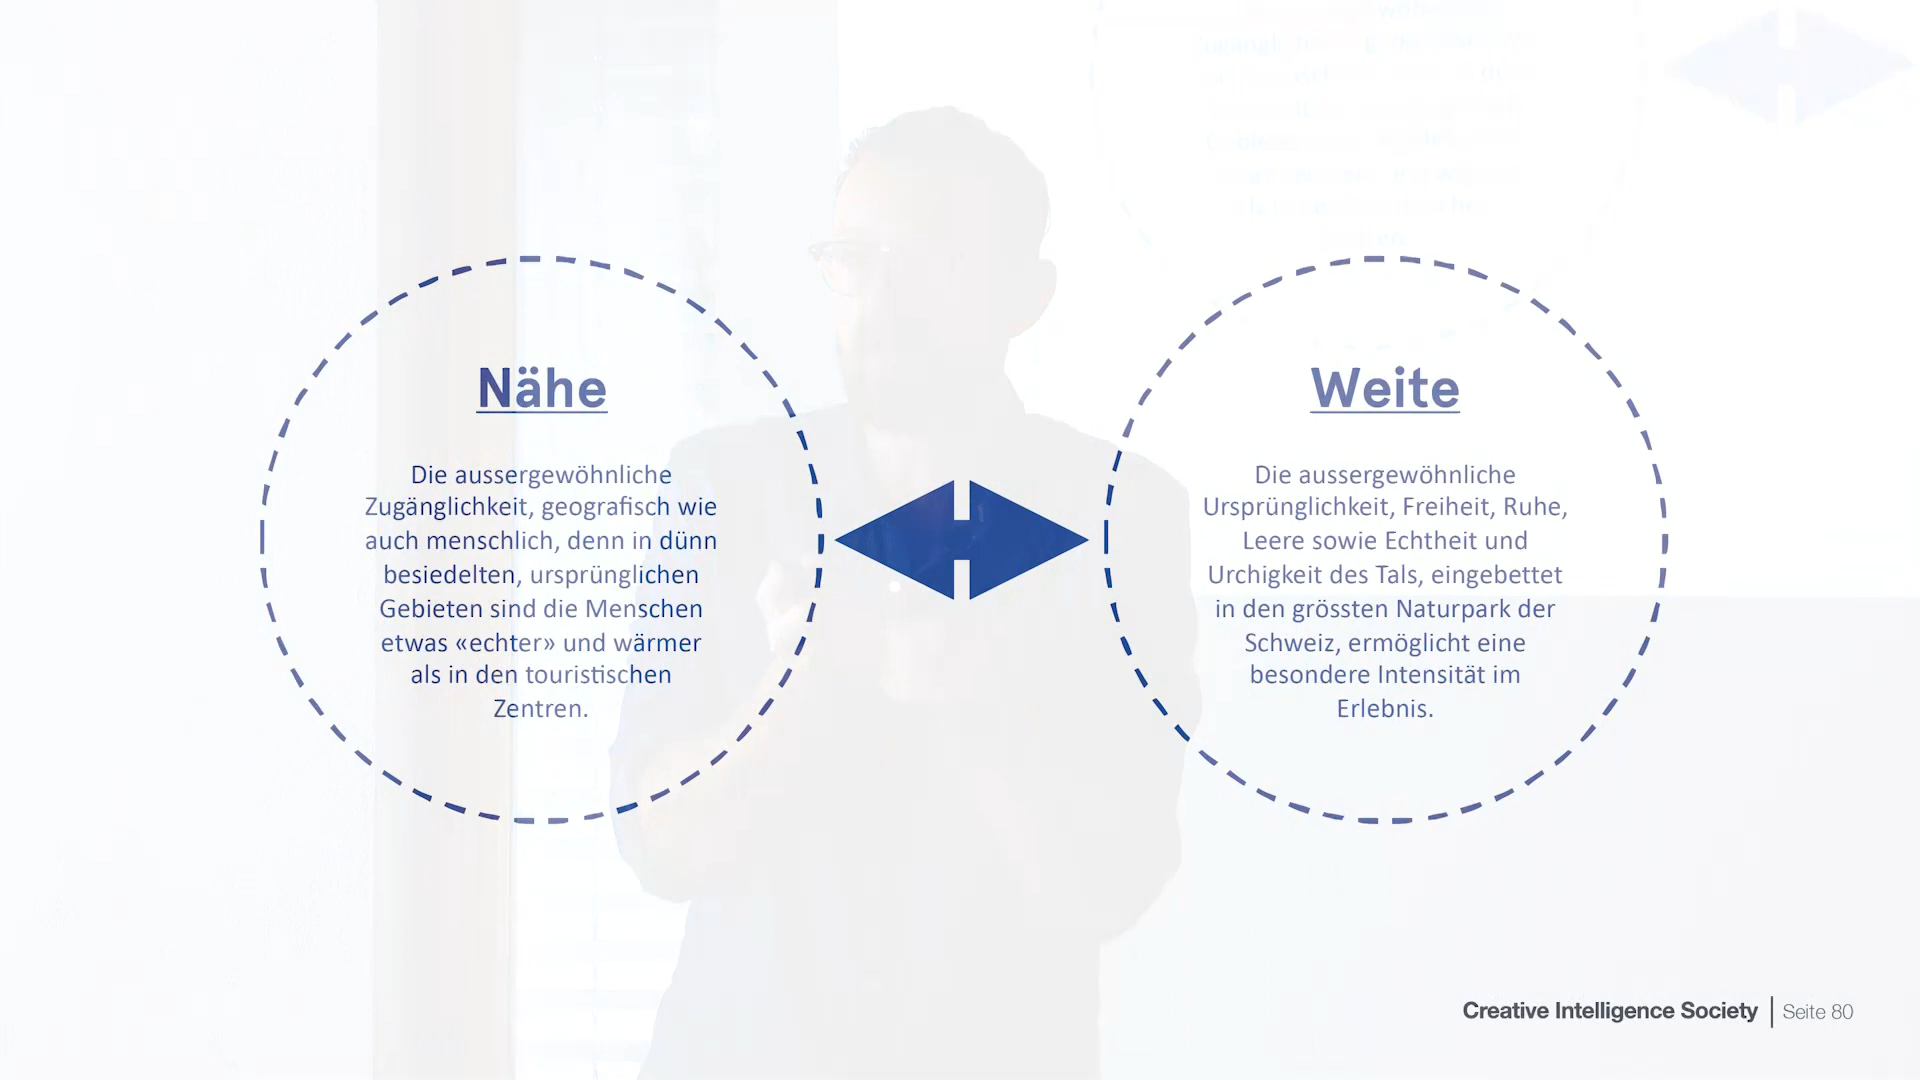 Nähe
Die aussergewöhnliche
Zugänglichkeit, geografisch wie
auch menschlich, denn in dünn
besiedelten, ursprünglichen
Gebieten sind die Menschen
etwas «echter» und wärmer
als in den touristischen
Zentren.
Weite
Die aussergewöhnliche
Ursprünglichkeit, Freiheit, Ruhe,
Leere sowie Echtheit und
Urchigkeit des Tals, eingebettet
in den grössten Naturpark der
Schweiz, ermöglicht eine
besondere Intensität im
Erlebnis.
Creative Intelligence Society | Seite 80